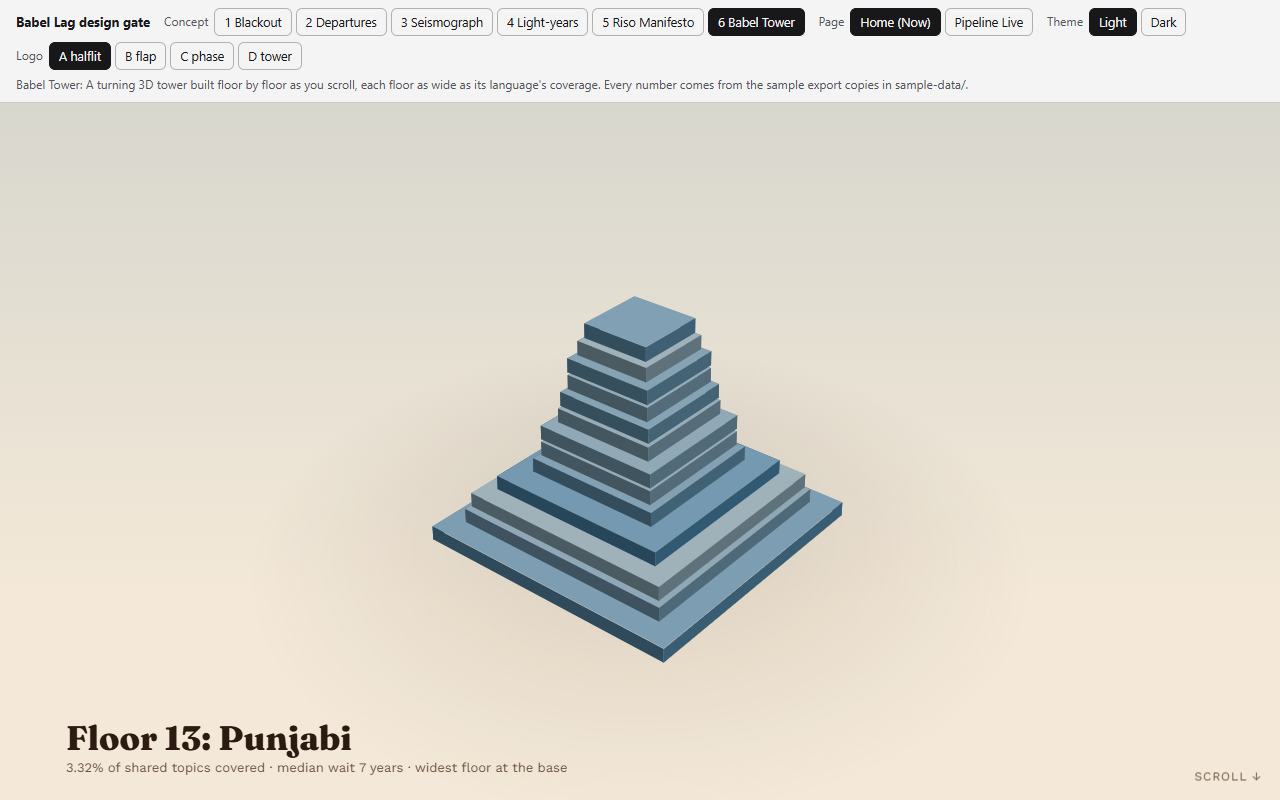 Babel Lag design gate Concept 1 Blackout 2 Departures 3 Seismograph 4 Light-years 5 Riso Manifesto 6 Babel Tower Page Home (Now) Pipeline Live Theme Light Dark
Logo A halflit B flap C phase D tower
Babel Tower: A turning 3D tower built floor by floor as you scroll, each floor as wide as its language's coverage. Every number comes from the sample export copies in sample-data/.
Floor 13: Punjabi
3.32% of shared topics covered · median wait 7 years · widest floor at the base
SCROLL ↓